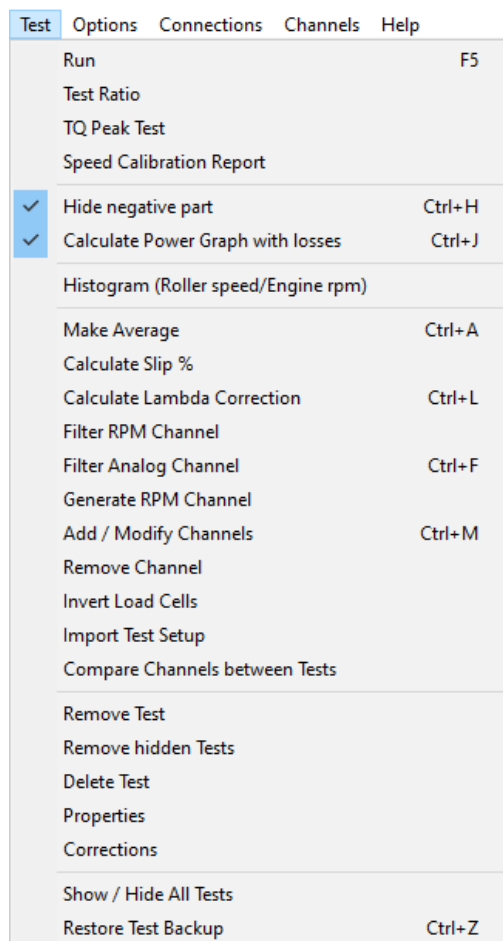 Test Options Connections Channels Help
Run F5
Test Ratio
TQ Peak Test
Speed Calibration Report
Hide negative part Ctrl+H
Calculate Power Graph with losses Ctrl+J
Histogram (Roller speed/Engine rpm)
Make Average Ctrl+A
Calculate Slip %
Calculate Lambda Correction Ctrl+L
Filter RPM Channel
Filter Analog Channel Ctrl+F
Generate RPM Channel
Add / Modify Channels Ctrl+M
Remove Channel
Invert Load Cells
Import Test Setup
Compare Channels between Tests
Remove Test
Remove hidden Tests
Delete Test
Properties
Corrections
Show / Hide All Tests
Restore Test Backup Ctrl+Z